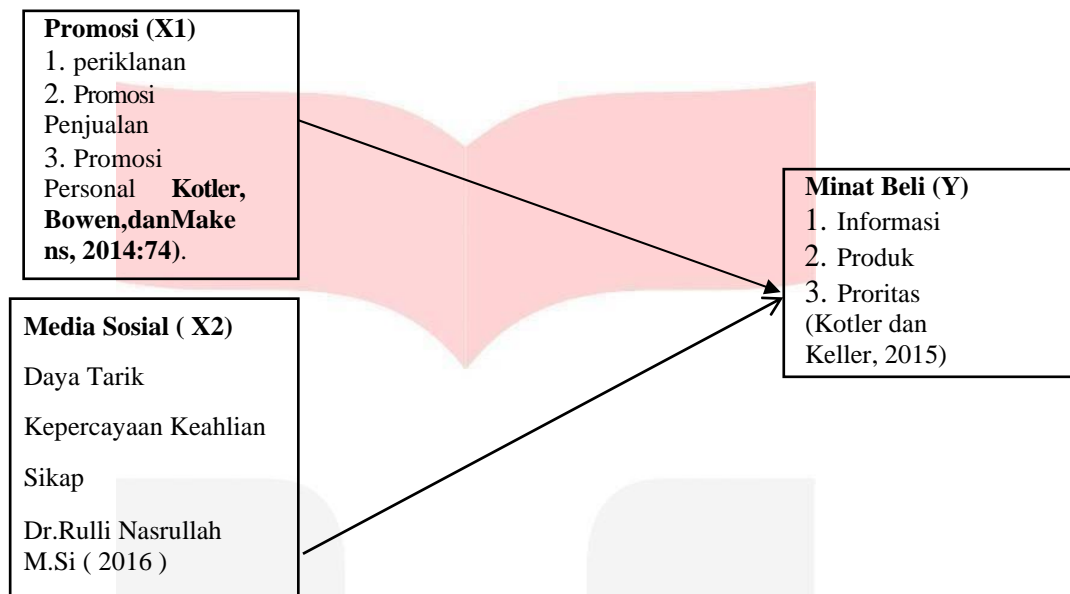 Promosi (X1)
1. periklanan
2. Promosi
Penjualan
3. Promosi
Personal Kotler,
Bowen,danMake
ns, 2014:74).
Media Sosial ( X2)
Daya Tarik
Kepercayaan Keahlian
Sikap
Dr.Rulli Nasrullah
M.Si ( 2016 )
Minat Beli (Y)
1. Informasi
2. Produk
3. Proritas
(Kotler dan
Keller, 2015)